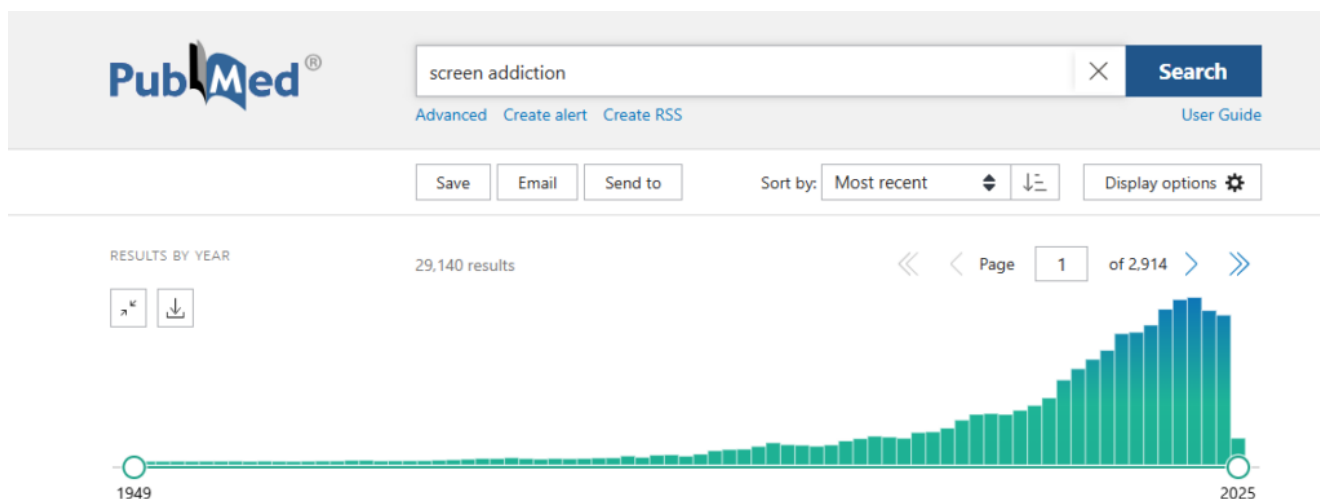 PubMed®
screen addiction
Search
Advanced Create alert Create RSS
User Guide
Save Email Send to
Sort by: Most recent
Display options
RESULTS BY YEAR
29,140 results
Page 1 of 2,914
1949
2025